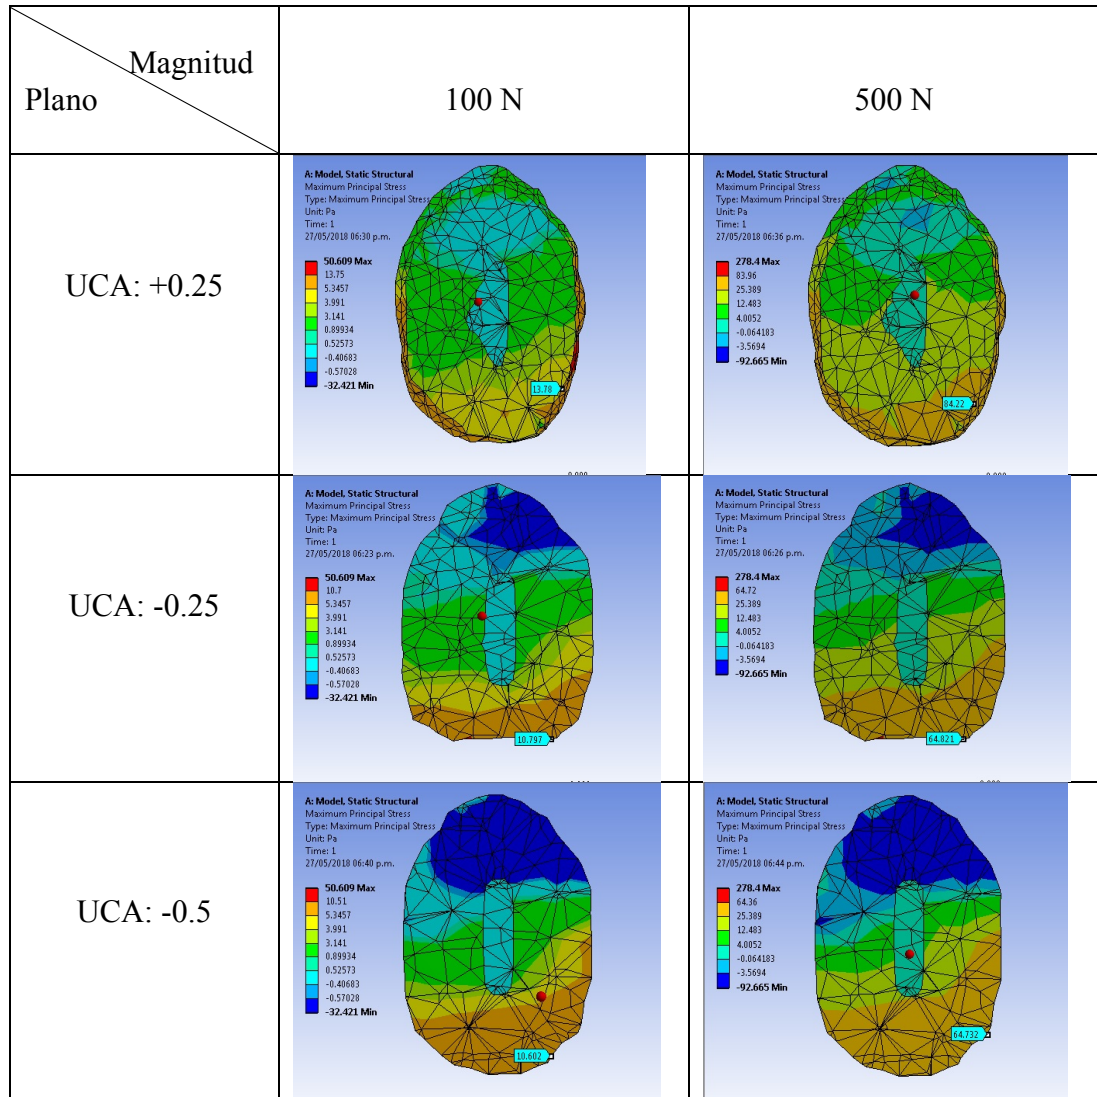 Magnitud
Plano
100 N
500 N
UCA: +0.25
A: Model, Static Structural
Maximum Principal Stress
Type: Maximum Principal Stress
Unit: Pa
Time: 1
27/05/2018 06:30 p.m.
50.609 Max
13.75
5.3457
3.991
3.141
0.89934
0.52573
-0.40683
-0.57028
-32.421 Min
13.78
A: Model, Static Structural
Maximum Principal Stress
Type: Maximum Principal Stress
Unit: Pa
Time: 1
27/05/2018 06:36 p.m.
278.4 Max
83.96
25.389
12.483
4.0052
-0.064183
-3.5694
-92.665 Min
84.22
UCA: -0.25
A: Model, Static Structural
Maximum Principal Stress
Type: Maximum Principal Stress
Unit: Pa
Time: 1
27/05/2018 06:23 p.m.
50.609 Max
10.7
5.3457
3.991
3.141
0.89934
0.52573
-0.40683
-0.57028
-32.421 Min
10.797
A: Model, Static Structural
Maximum Principal Stress
Type: Maximum Principal Stress
Unit: Pa
Time: 1
27/05/2018 06:26 p.m.
278.4 Max
64.72
25.389
12.483
4.0052
-0.064183
-3.5694
-92.665 Min
64.821
UCA: -0.5
A: Model, Static Structural
Maximum Principal Stress
Type: Maximum Principal Stress
Unit: Pa
Time: 1
27/05/2018 06:40 p.m.
50.609 Max
10.51
5.3457
3.991
3.141
0.89934
0.52573
-0.40683
-0.57028
-32.421 Min
10.602
A: Model, Static Structural
Maximum Principal Stress
Type: Maximum Principal Stress
Unit: Pa
Time: 1
27/05/2018 06:44 p.m.
278.4 Max
64.36
25.389
12.483
4.0052
-0.064183
-3.5694
-92.665 Min
64.732